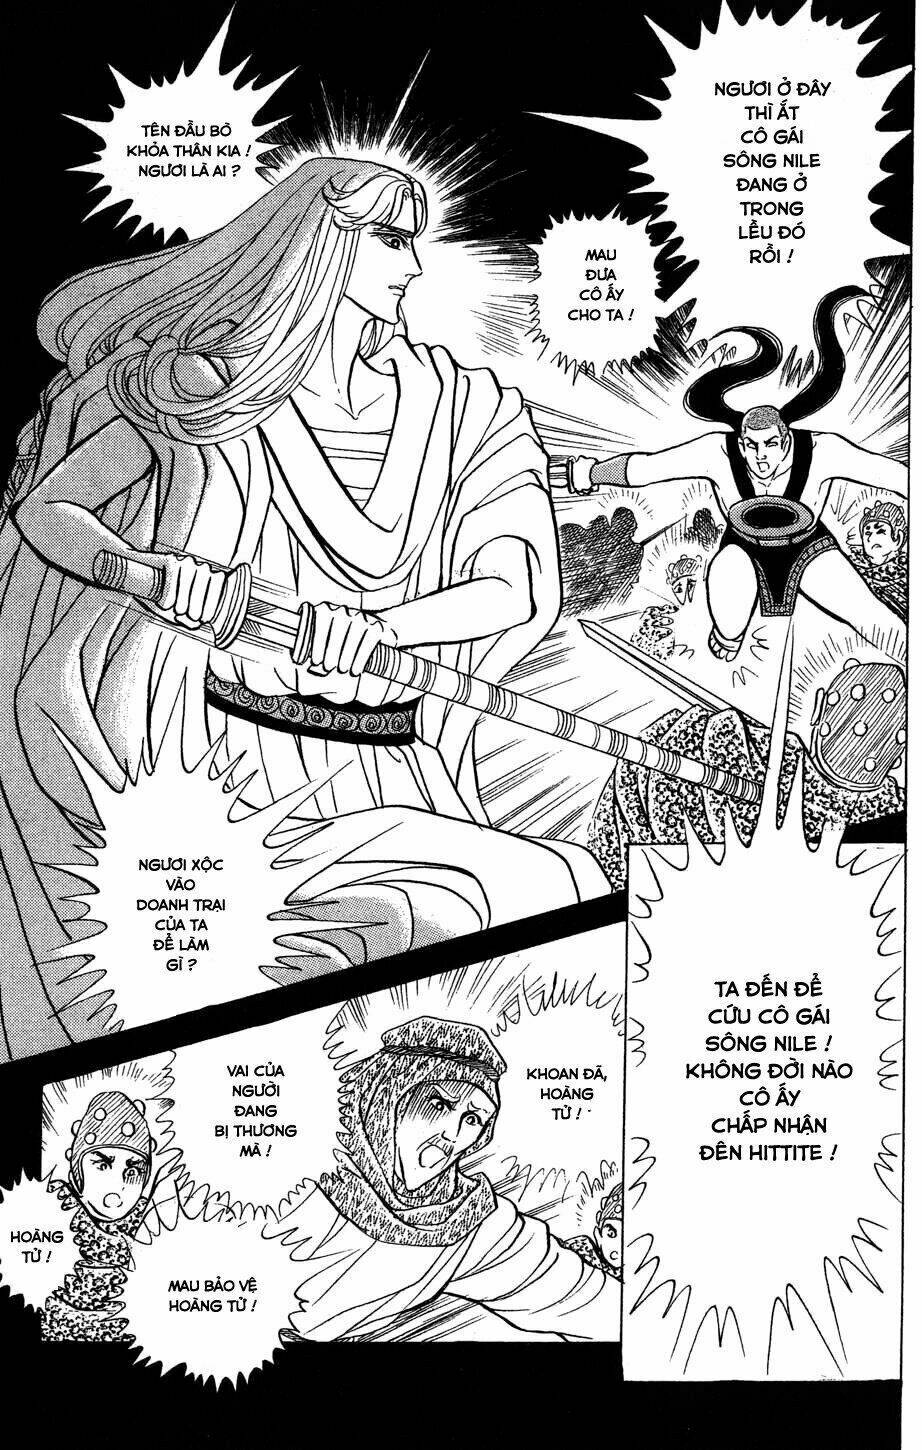 NGƯƠI Ở ĐÂY
THÌ ẮT
CÔ GÁI
SÔNG NILE
ĐANG Ở
TRONG
LỀU ĐÓ
RỒI !
MAU
ĐƯA
CÔ ẤY
CHO TA !
TÊN ĐẦU BÒ
KHỎA THÂN KIA !
NGƯƠI LÀ AI ?
NGƯƠI XỘC
VÀO
DOANH TRẠI
CỦA TA
ĐỂ LÀM
GÌ ?
TA ĐẾN ĐỂ
CỨU CÔ GÁI
SÔNG NILE !
KHÔNG ĐỜI NÀO
CÔ ẤY
CHẤP NHẬN
ĐÊN HITTITE !
KHOAN ĐÃ,
HOÀNG
TỬ !
VAI CỦA
NGƯỜI
ĐANG
BỊ THƯƠNG
MÀ !
MAU BẢO VỆ
HOÀNG TỬ !
HOÀNG
TỬ !